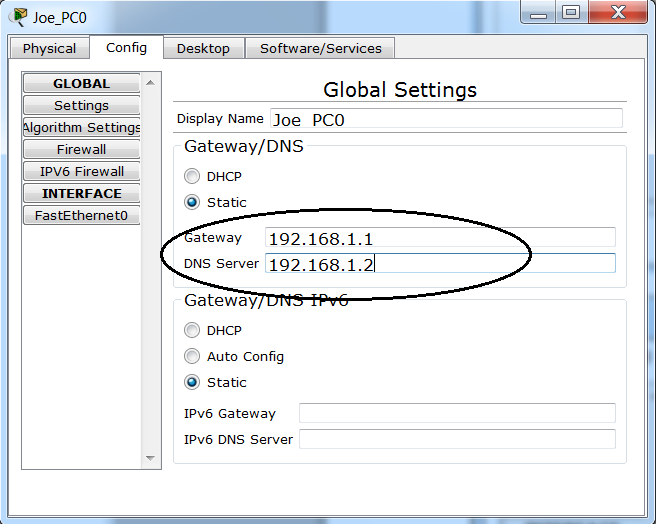 Joe_PC0
Physical Config Desktop Software/Services
GLOBAL
Settings
Algorithm Settings
Firewall
IPV6 Firewall
INTERFACE
FastEthernet0
Global Settings
Display Name Joe_PC0
Gateway/DNS
DHCP
Static
Gateway 192.168.1.1
DNS Server 192.168.1.2
Gateway/DNS IPv6
DHCP
Auto Config
Static
IPv6 Gateway
IPv6 DNS Server